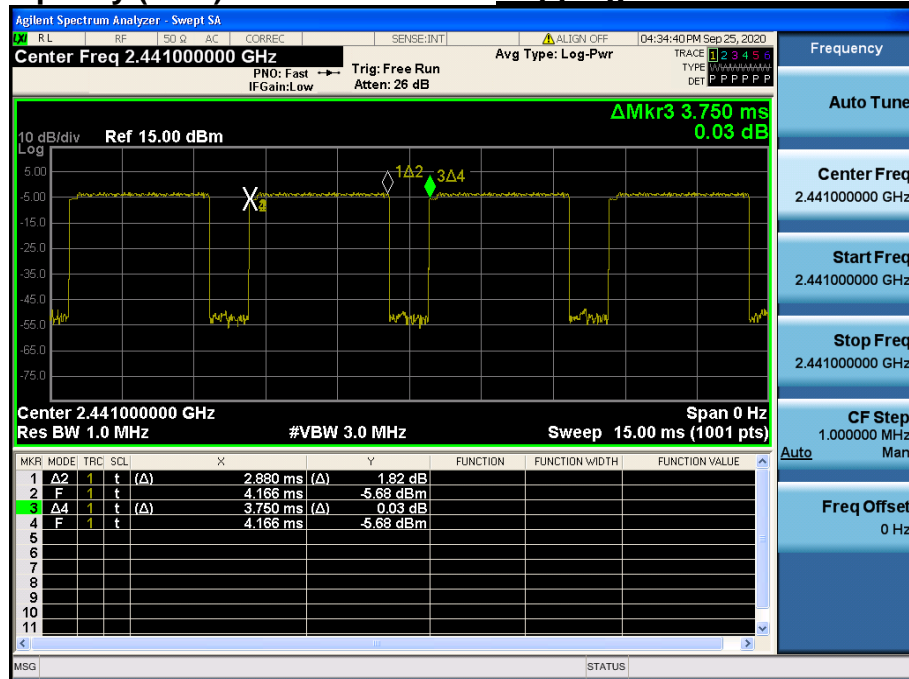 Agilent Spectrum Analyzer - Swept SA
LXI RL RF 50 Ω AC CORREC SENSE:INT ALIGN OFF 04:34:40 PM Sep 25, 2020
Center Freq 2.441000000 GHz Avg Type: Log-Pwr TRACE 1 2 3 4 5 6
PNO: Fast Trig: Free Run TYPE WWWWWW
IFGain:Low Atten: 26 dB DET P P P P P P
ΔMkr3 3.750 ms
0.03 dB
10 dB/div Ref 15.00 dBm
Log
5.00
-5.00
-15.0
-25.0
-35.0
-45.0
-55.0
-65.0
-75.0
1Δ2
3Δ4
Center 2.441000000 GHz Span 0 Hz
Res BW 1.0 MHz #VBW 3.0 MHz Sweep 15.00 ms (1001 pts)
MKR MODE TRC SCL X Y FUNCTION FUNCTION WIDTH FUNCTION VALUE
1 Δ2 1 t (Δ) 2.880 ms (Δ) 1.82 dB
2 F 1 t 4.166 ms -5.68 dBm
3 Δ4 1 t (Δ) 3.750 ms (Δ) 0.03 dB
4 F 1 t 4.166 ms -5.68 dBm
5
6
7
8
9
10
11
MSG STATUS
Frequency
Auto Tune
Center Freq
2.441000000 GHz
Start Freq
2.441000000 GHz
Stop Freq
2.441000000 GHz
CF Step
1.000000 MHz
Auto Man
Freq Offset
0 Hz